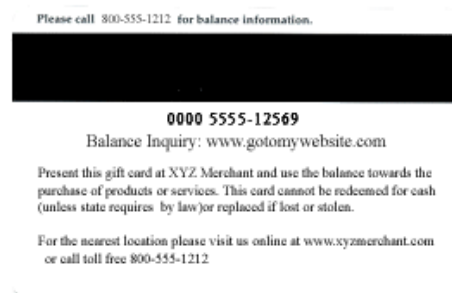 Please call 800-555-1212 for balance information.
0000 5555-12569
Balance Inquiry: www.gotomywebsite.com
Present this gift card at XYZ Merchant and use the balance towards the
purchase of products or services. This card cannot be redeemed for cash
(unless state requires by law)or replaced if lost or stolen.
For the nearest location please visit us online at www.xyzmerchant.com
or call toll free 800-555-1212